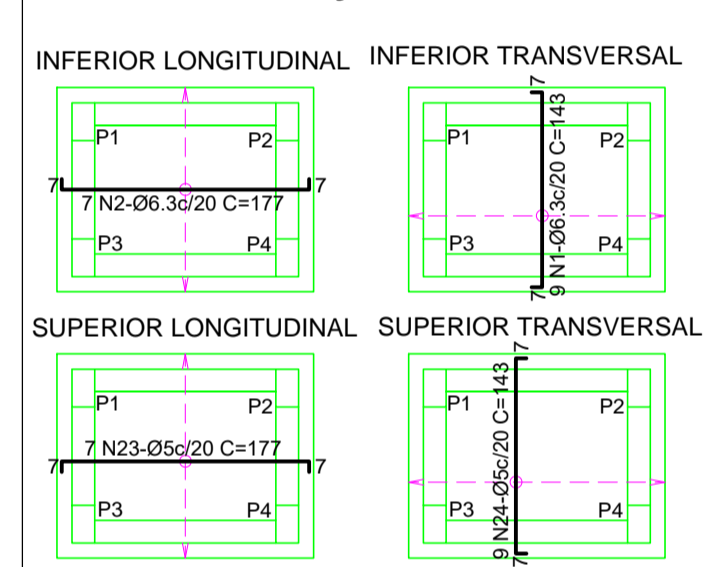 INFERIOR LONGITUDINAL
P1
P2
7
7
7 N2-Ø6.3c/20 C=177
P3
P4
INFERIOR TRANSVERSAL
7
P1
P2
9 N1-Ø6.3c/20 C=143
P3
P4
7
SUPERIOR LONGITUDINAL
P1
P2
7 N23-Ø5c/20 C=177
7
7
P3
P4
SUPERIOR TRANSVERSAL
7
P1
P2
9 N24-Ø5c/20 C=143
P3
P4
7